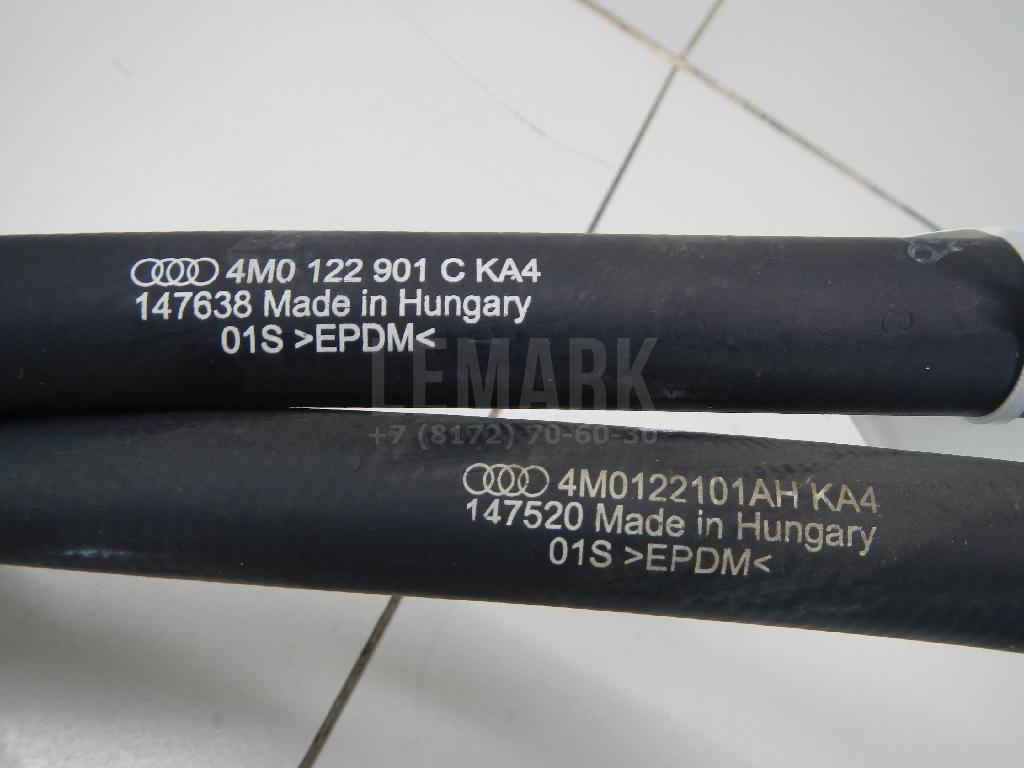 4M0 122 901 C KA4
147638 Made in Hungary
01S >EPDM<
LEMARK
+7 (8172) 70-60-30
4M0122101AH KA4
147520 Made in Hungary
01S >EPDM<